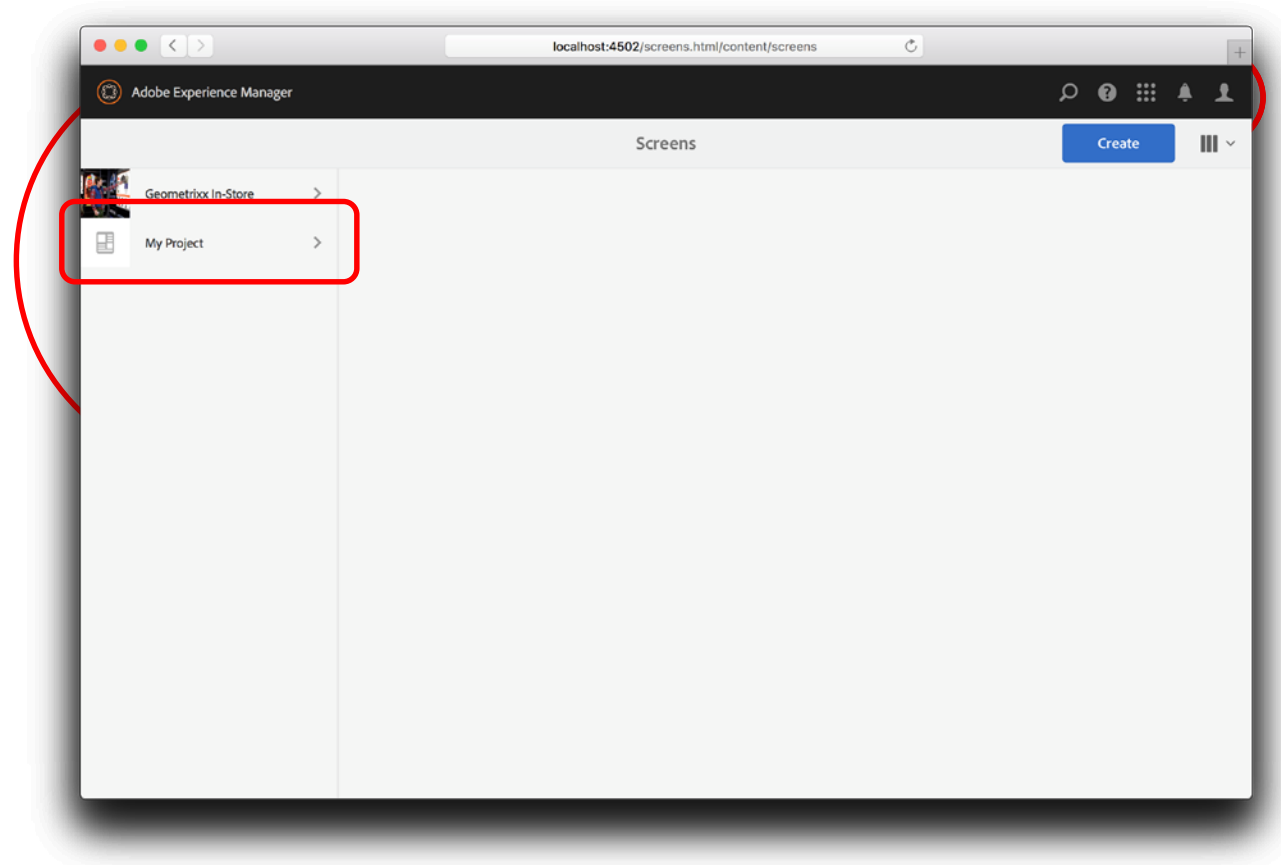 localhost:4502/screens.html/content/screens
Adobe Experience Manager
Screens
Create
Geometrixx In-Store
My Project